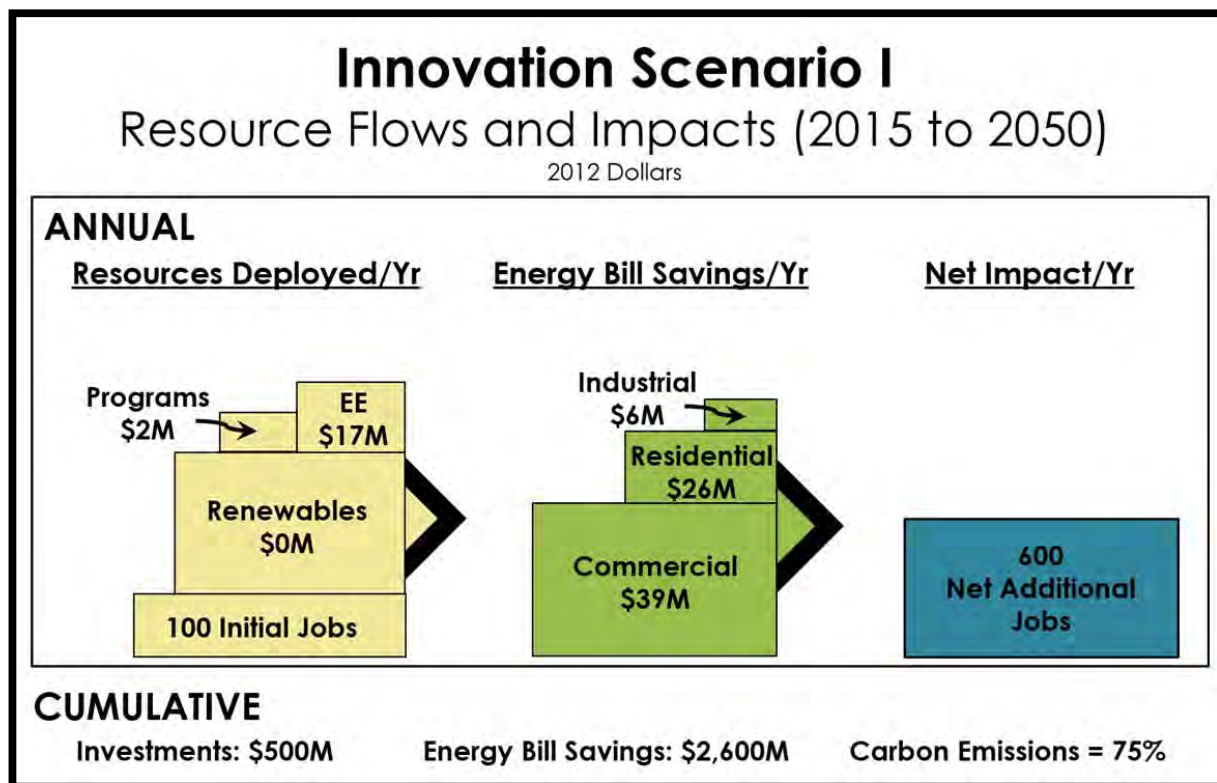 Innovation Scenario I
Resource Flows and Impacts (2015 to 2050)
2012 Dollars
ANNUAL
Resources Deployed/Yr
Programs
$2M
EE
$17M
Renewables
$0M
100 Initial Jobs
Energy Bill Savings/Yr
Industrial
$6M
Residential
$26M
Commercial
$39M
Net Impact/Yr
600
Net Additional
Jobs
CUMULATIVE
Investments: $500M
Energy Bill Savings: $2,600M
Carbon Emissions = 75%